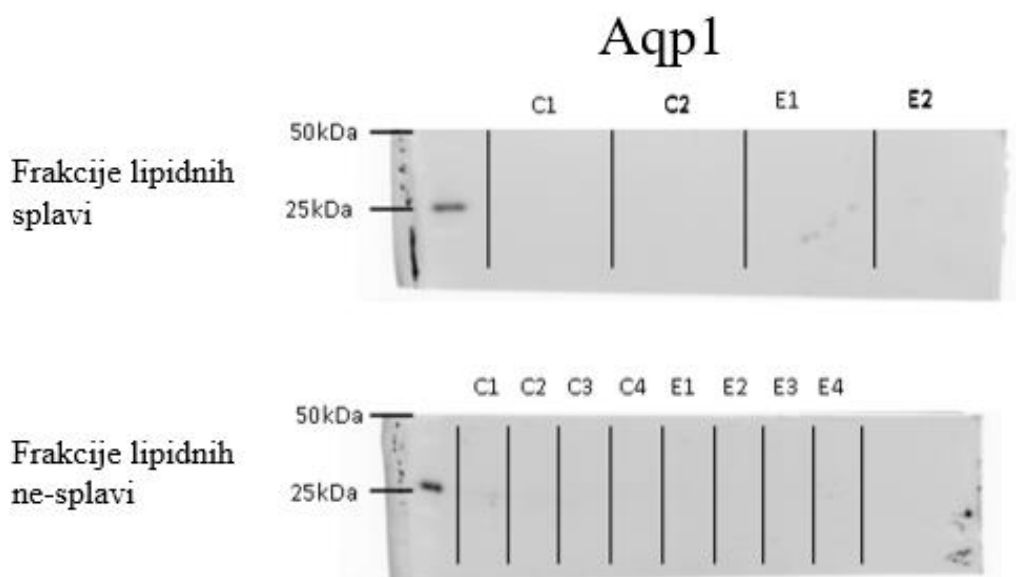 Aqp1
C1 C2 E1 E2
50kDa
Frakcije lipidnih
splavi
25kDa
C1 C2 C3 C4 E1 E2 E3 E4
50kDa
Frakcije lipidnih
ne-splavi
25kDa